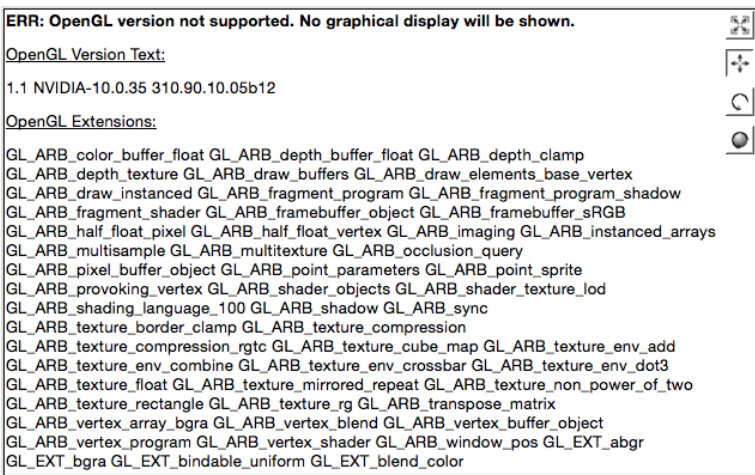 ERR: OpenGL version not supported. No graphical display will be shown.
OpenGL Version Text:
1.1 NVIDIA-10.0.35 310.90.10.05b12
OpenGL Extensions:
GL_ARB_color_buffer_float GL_ARB_depth_buffer_float GL_ARB_depth_clamp
GL_ARB_depth_texture GL_ARB_draw_buffers GL_ARB_draw_elements_base_vertex
GL_ARB_draw_instanced GL_ARB_fragment_program GL_ARB_fragment_program_shadow
GL_ARB_fragment_shader GL_ARB_framebuffer_object GL_ARB_framebuffer_sRGB
GL_ARB_half_float_pixel GL_ARB_half_float_vertex GL_ARB_imaging GL_ARB_instanced_arrays
GL_ARB_multisample GL_ARB_multitexture GL_ARB_occlusion_query
GL_ARB_pixel_buffer_object GL_ARB_point_parameters GL_ARB_point_sprite
GL_ARB_provoking_vertex GL_ARB_shader_objects GL_ARB_shader_texture_lod
GL_ARB_shading_language_100 GL_ARB_shadow GL_ARB_sync
GL_ARB_texture_border_clamp GL_ARB_texture_compression
GL_ARB_texture_compression_rgtc GL_ARB_texture_cube_map GL_ARB_texture_env_add
GL_ARB_texture_env_combine GL_ARB_texture_env_crossbar GL_ARB_texture_env_dot3
GL_ARB_texture_float GL_ARB_texture_mirrored_repeat GL_ARB_texture_non_power_of_two
GL_ARB_texture_rectangle GL_ARB_texture_rg GL_ARB_transpose_matrix
GL_ARB_vertex_array_bgra GL_ARB_vertex_blend GL_ARB_vertex_buffer_object
GL_ARB_vertex_program GL_ARB_vertex_shader GL_ARB_window_pos GL_EXT_abgr
GL_EXT_bgra GL_EXT_bindable_uniform GL_EXT_blend_color